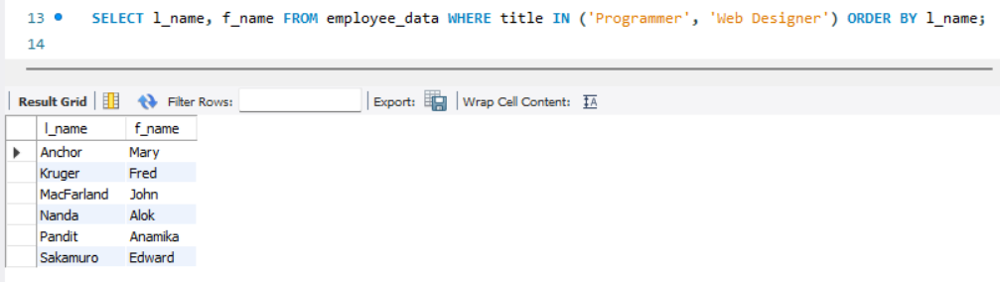 13 SELECT l_name, f_name FROM employee_data WHERE title IN ('Programmer', 'Web Designer') ORDER BY l_name;
14
Result Grid Filter Rows: Export: Wrap Cell Content: IA
l_name f_name
Anchor Mary
Kruger Fred
MacFarland John
Nanda Alok
Pandit Anamika
Sakamuro Edward